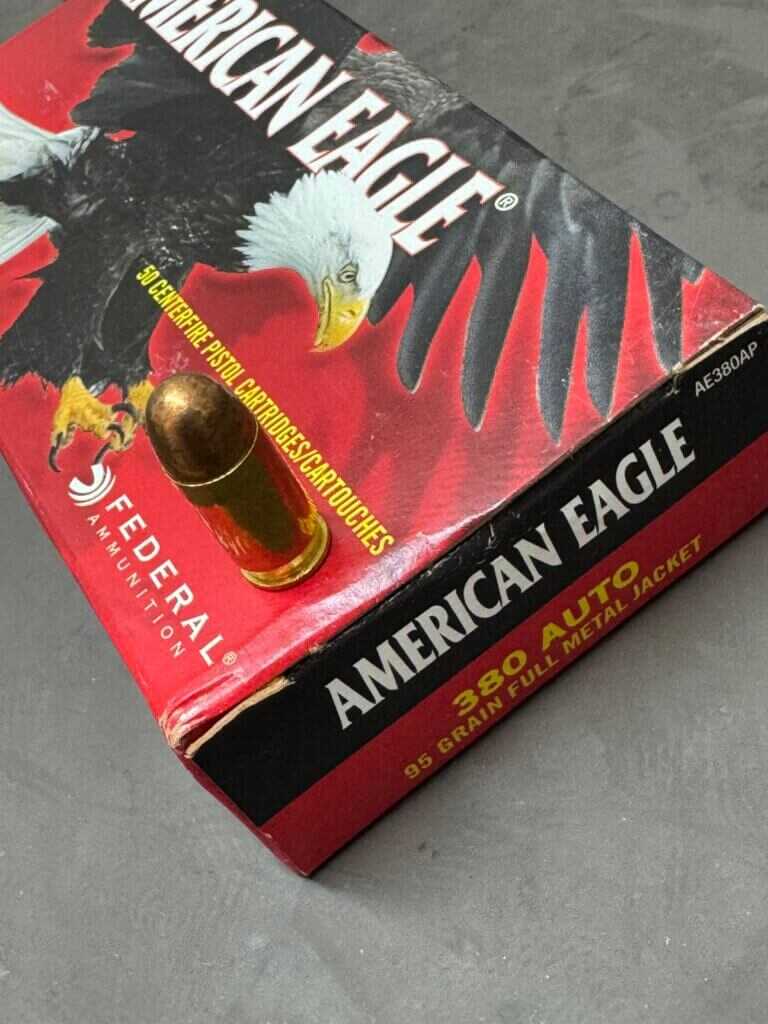 AMERICAN EAGLE®
50 CENTERFIRE PISTOL CARTRIDGES/CARTOUCHES
FEDERAL®
AMMUNITION
AE380AP
AMERICAN EAGLE
380 AUTO
95 GRAIN FULL METAL JACKET